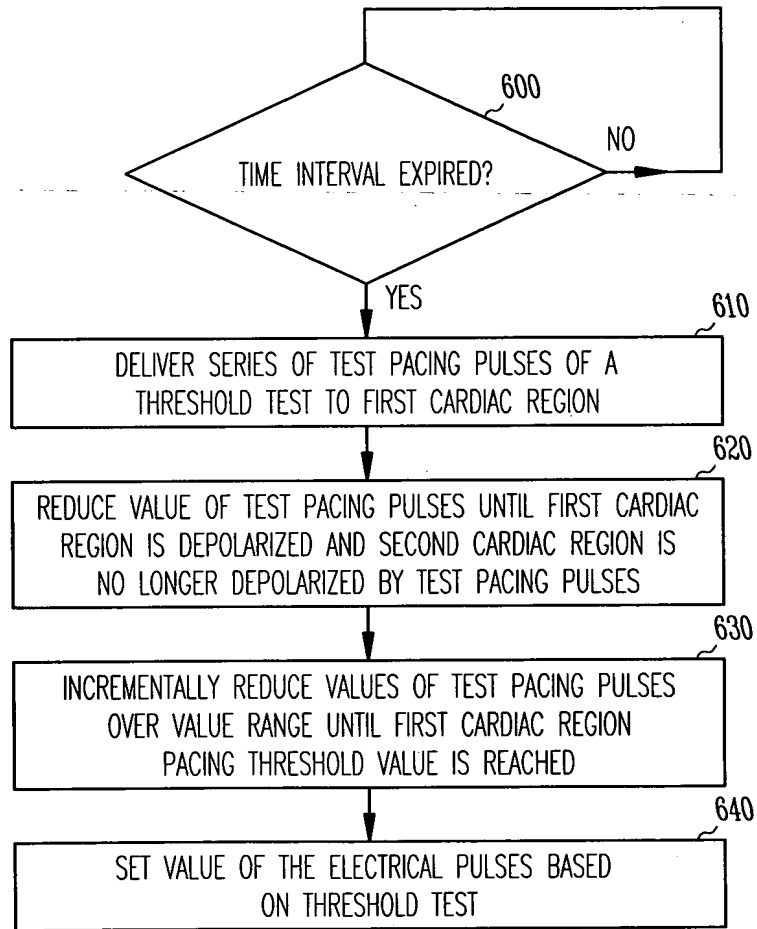 600
TIME INTERVAL EXPIRED?
NO
YES
610
DELIVER SERIES OF TEST PACING PULSES OF A
THRESHOLD TEST TO FIRST CARDIAC REGION
620
REDUCE VALUE OF TEST PACING PULSES UNTIL FIRST CARDIAC
REGION IS DEPOLARIZED AND SECOND CARDIAC REGION IS
NO LONGER DEPOLARIZED BY TEST PACING PULSES
630
INCREMENTALLY REDUCE VALUES OF TEST PACING PULSES
OVER VALUE RANGE UNTIL FIRST CARDIAC REGION
PACING THRESHOLD VALUE IS REACHED
640
SET VALUE OF THE ELECTRICAL PULSES BASED
ON THRESHOLD TEST